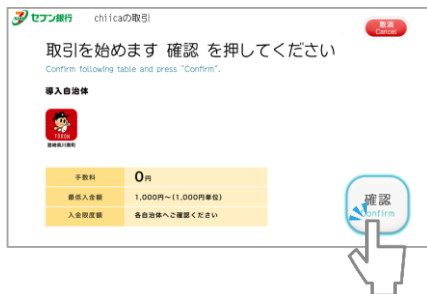 セブン銀行 chiicaの取引
取消
Cancel
取引を始めます 確認 を押してください
Confirm following table and press "Confirm".
導入自治体
TORON
宮崎県川南町
手数料 0円
最低入金額 1,000円~(1,000円単位)
入金限度額 各自治体へご確認ください
確認
Confirm